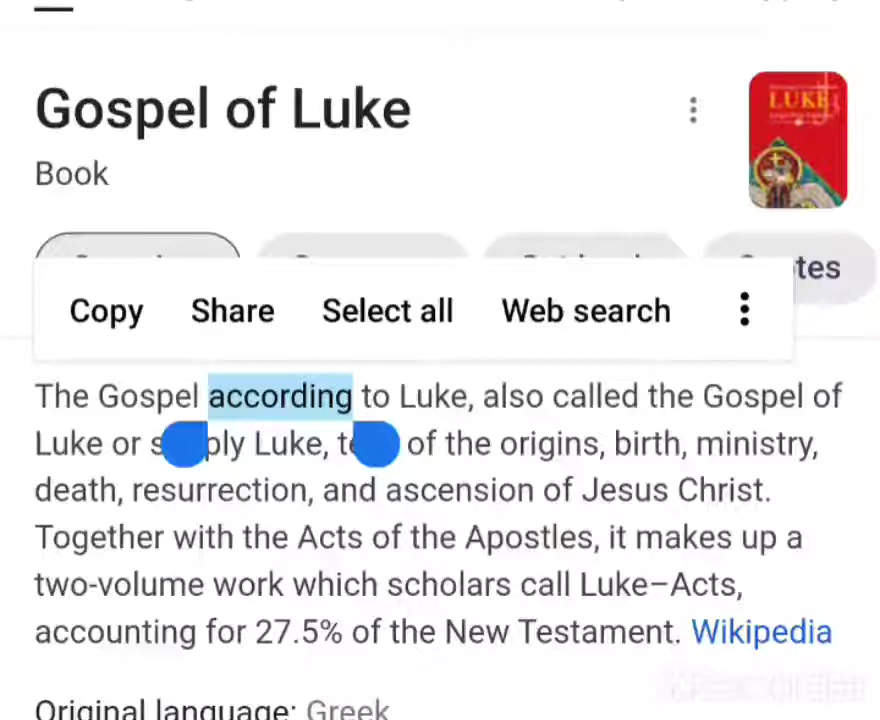 Gospel of Luke
LUKE
Book
tes
Copy Share Select all Web search
The Gospel according to Luke, also called the Gospel of
Luke or s ply Luke, te of the origins, birth, ministry,
death, resurrection, and ascension of Jesus Christ.
Together with the Acts of the Apostles, it makes up a
two-volume work which scholars call Luke–Acts,
accounting for 27.5% of the New Testament. Wikipedia
Original language: Greek